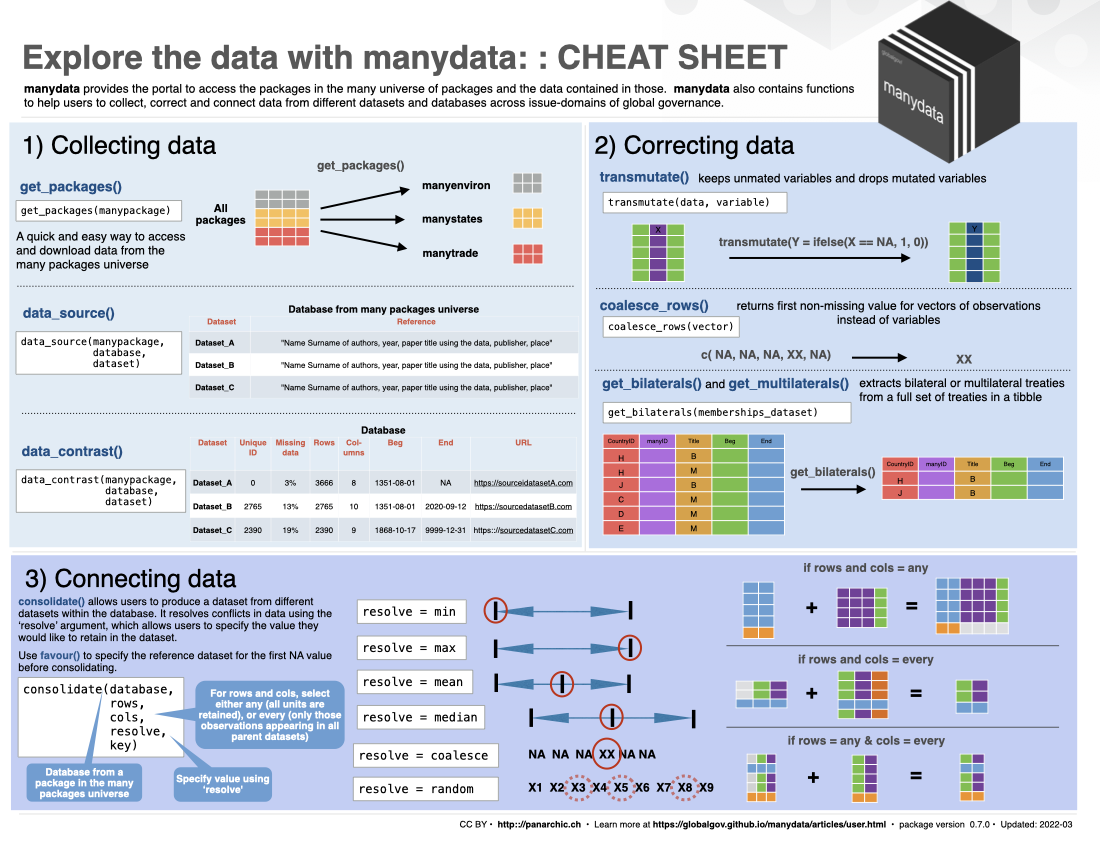 Explore the data with manydata: : CHEAT SHEET
manydata provides the portal to access the packages in the many universe of packages and the data contained in those. manydata also contains functions
to help users to collect, correct and connect data from different datasets and databases across issue-domains of global governance.
globalgov
manydata
1) Collecting data
get_packages()
get_packages(manypackage)
A quick and easy way to access
and download data from the
many packages universe
All
packages
get_packages()
manyenviron
manystates
manytrade
data_source()
data_source(manypackage,
database,
dataset)
Database from many packages universe
Dataset Reference
Dataset_A "Name Surname of authors, year, paper title using the data, publisher, place"
Dataset_B "Name Surname of authors, year, paper title using the data, publisher, place"
Dataset_C "Name Surname of authors, year, paper title using the data, publisher, place"
data_contrast()
data_contrast(manypackage,
database,
dataset)
Database
Dataset Unique Missing Rows Col- Beg End URL
ID data umns
Dataset_A 0 3% 3666 8 1351-08-01 NA https://sourceidatasetA.com
Dataset_B 2765 13% 2765 10 1351-08-01 2020-09-12 https://sourcedatasetB.com
Dataset_C 2390 19% 2390 9 1868-10-17 9999-12-31 https:://sourcedatasetC.com
2) Correcting data
transmutate() keeps unmated variables and drops mutated variables
transmutate(data, variable)
X
transmutate(Y = ifelse(X == NA, 1, 0))
Y
coalesce_rows() returns first non-missing value for vectors of observations
instead of variables
coalesce_rows(vector)
c( NA, NA, NA, XX, NA)
XX
get_bilaterals() and get_multilaterals() extracts bilateral or multilateral treaties
from a full set of treaties in a tibble
get_bilaterals(memberships_dataset)
CountryID manyID Title Beg End
H B
H M
J B
C M
D M
E M
get_bilaterals()
CountryID manyID Title Beg End
H B
J B
3) Connecting data
consolidate() allows users to produce a dataset from different
datasets within the database. It resolves conflicts in data using the
'resolve' argument, which allows users to specify the value they
would like to retain in the dataset.
Use favour() to specify the reference dataset for the first NA value
before consolidating.
consolidate(database,
rows,
cols,
resolve,
key)
For rows and cols, select
either any (all units are
retained), or every (only those
observations appearing in all
parent datasets)
Database from a
package in the many
packages universe
Specify value using
'resolve'
resolve = min
resolve = max
resolve = mean
resolve = median
resolve = coalesce
NA NA NA XX NA NA
resolve = random
X1 X2 X3 X4 X5 X6 X7 X8 X9
if rows and cols = any
+ =
if rows and cols = every
+ =
if rows = any & cols = every
+ =
CC BY • http://panarchic.ch • Learn more at https://globalgov.github.io/manydata/articles/user.html • package version 0.7.0 • Updated: 2022-03